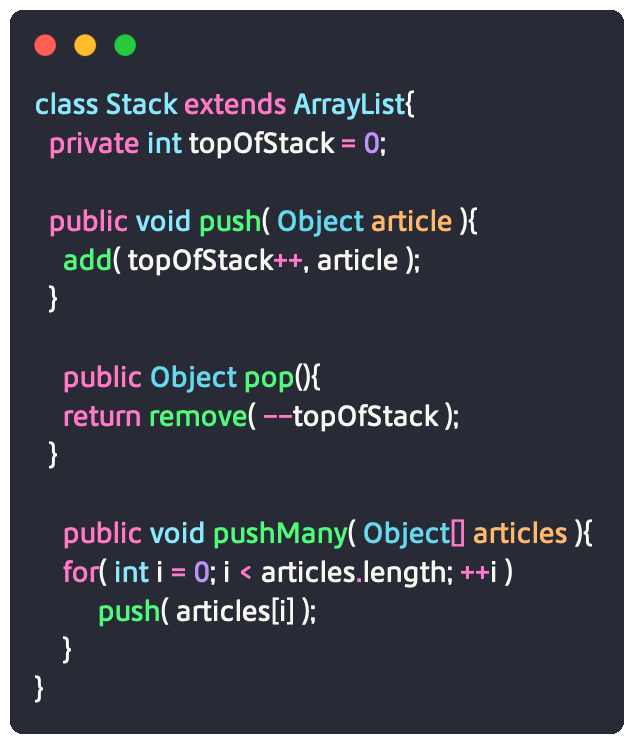 class Stack extends ArrayList{
private int topOfStack = 0;
public void push( Object article ){
add( topOfStack++, article );
}
public Object pop(){
return remove( --topOfStack );
}
public void pushMany( Object[] articles ){
for( int i = 0; i < articles.length; ++i )
push( articles[i] );
}
}